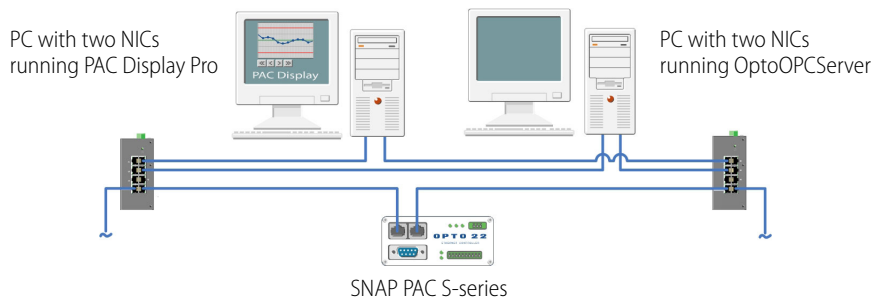 PC with two NICs
running PAC Display Pro
PAC Display
PC with two NICs
running OptoOPCServer
OPTO 22
SNAP PAC S-series